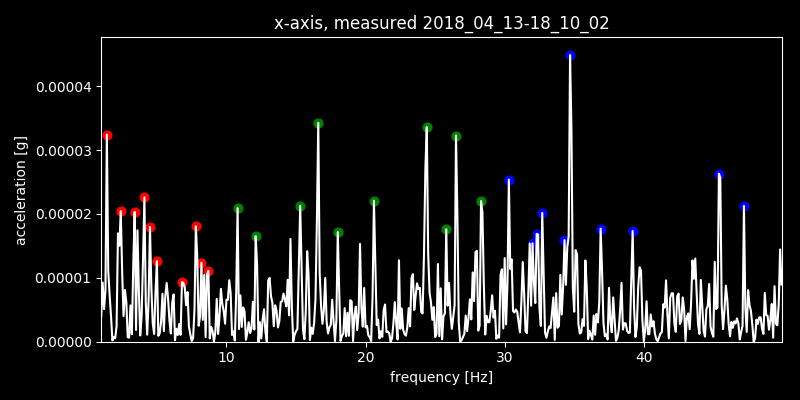 x-axis, measured 2018_04_13-18_10_02
acceleration [g]
0.00004
0.00003
0.00002
0.00001
0.00000
10 20 30 40
frequency [Hz]